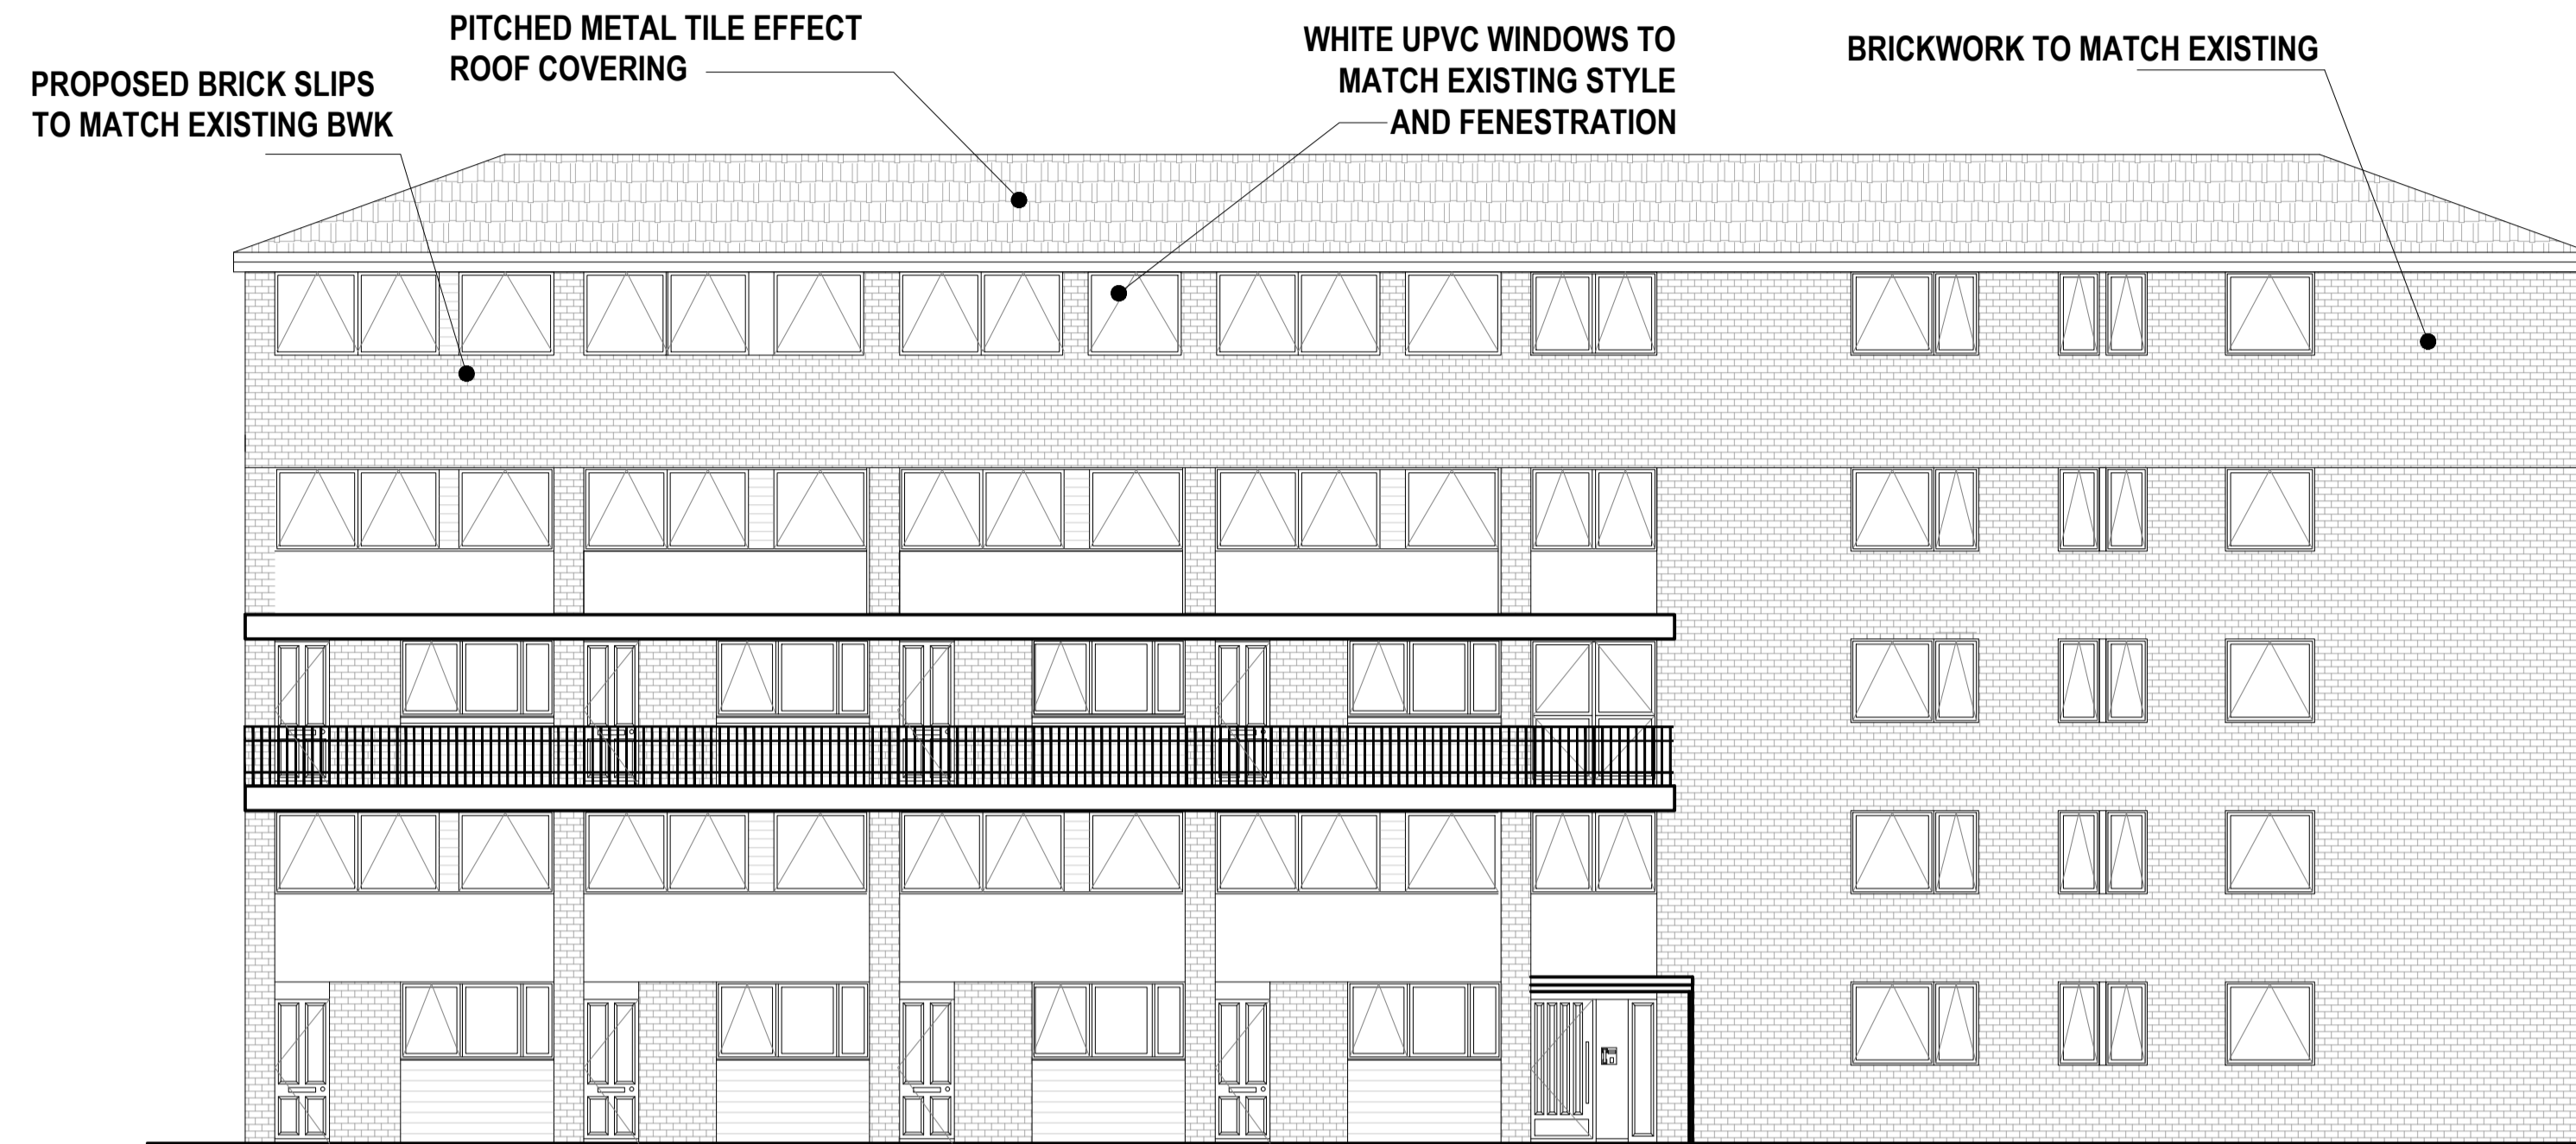 PROPOSED BRICK SLIPS
TO MATCH EXISTING BWK
PITCHED METAL TILE EFFECT
ROOF COVERING
WHITE UPVC WINDOWS TO
MATCH EXISTING STYLE
AND FENESTRATION
BRICKWORK TO MATCH EXISTING